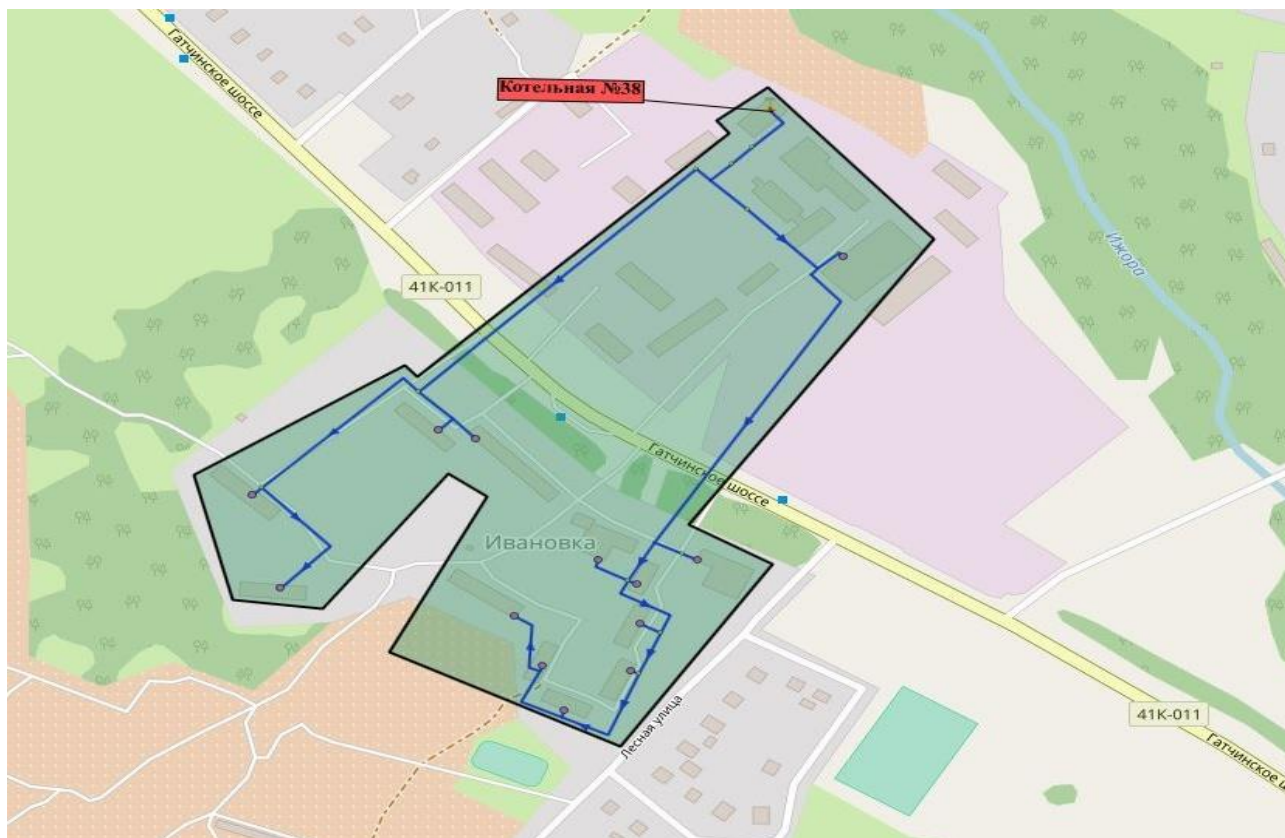 Гатчинское шоссе
Котельная №38
Ижора
41К-011
Гатчинское шоссе
Ивановка
Лесная улица
41К-011
Гатчинское ш